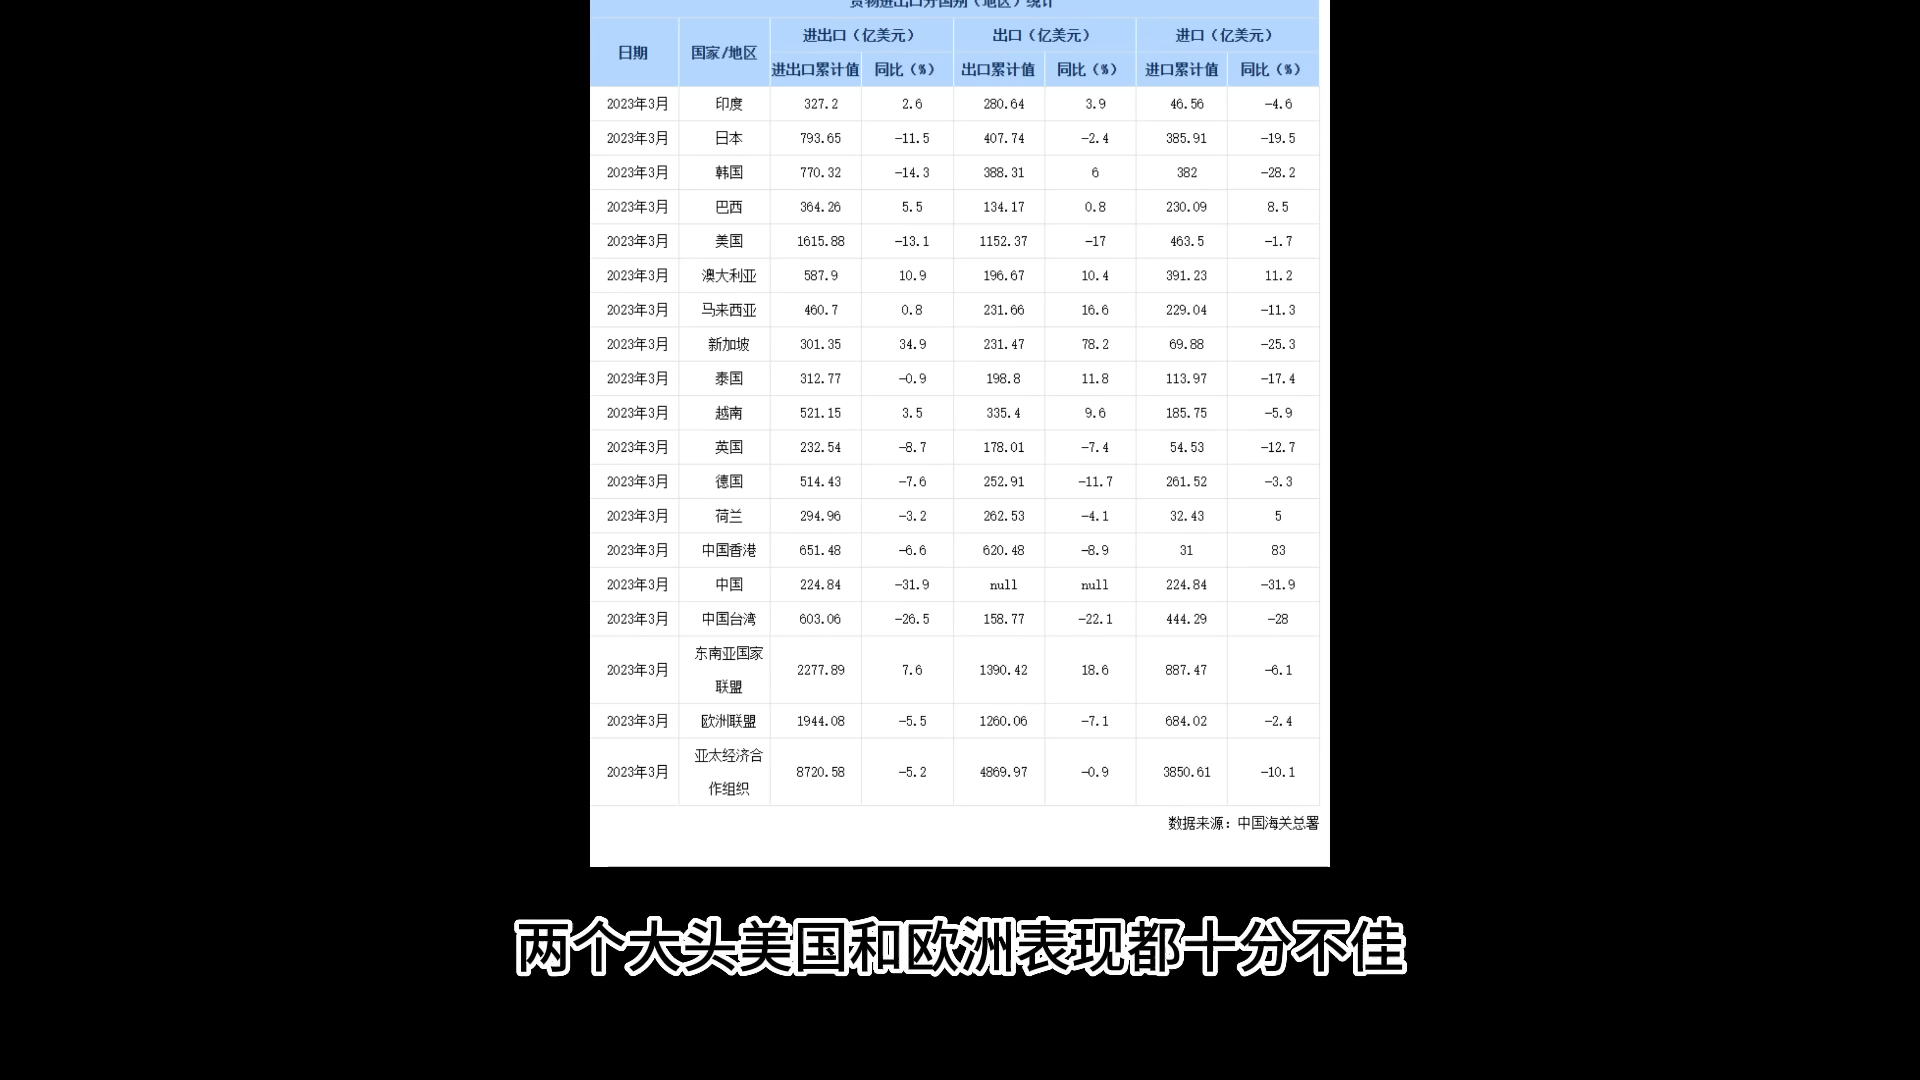 货物进出口分国别（地区）统计
日期 国家/地区 进出口（亿美元） 出口（亿美元） 进口（亿美元）
进出口累计值 同比（%） 出口累计值 同比（%） 进口累计值 同比（%）
2023年3月 印度 327.2 2.6 280.64 3.9 46.56 -4.6
2023年3月 日本 793.65 -11.5 407.74 -2.4 385.91 -19.5
2023年3月 韩国 770.32 -14.3 388.31 6 382 -28.2
2023年3月 巴西 364.26 5.5 134.17 0.8 230.09 8.5
2023年3月 美国 1615.88 -13.1 1152.37 -17 463.5 -1.7
2023年3月 澳大利亚 587.9 10.9 196.67 10.4 391.23 11.2
2023年3月 马来西亚 460.7 0.8 231.66 16.6 229.04 -11.3
2023年3月 新加坡 301.35 34.9 231.47 78.2 69.88 -25.3
2023年3月 泰国 312.77 -0.9 198.8 11.8 113.97 -17.4
2023年3月 越南 521.15 3.5 335.4 9.6 185.75 -5.9
2023年3月 英国 232.54 -8.7 178.01 -7.4 54.53 -12.7
2023年3月 德国 514.43 -7.6 252.91 -11.7 261.52 -3.3
2023年3月 荷兰 294.96 -3.2 262.53 -4.1 32.43 5
2023年3月 中国香港 651.48 -6.6 620.48 -8.9 31 83
2023年3月 中国 224.84 -31.9 null null 224.84 -31.9
2023年3月 中国台湾 603.06 -26.5 158.77 -22.1 444.29 -28
2023年3月 东南亚国家
联盟 2277.89 7.6 1390.42 18.6 887.47 -6.1
2023年3月 欧洲联盟 1944.08 -5.5 1260.06 -7.1 684.02 -2.4
2023年3月 亚太经济合
作组织 8720.58 -5.2 4869.97 -0.9 3850.61 -10.1
数据来源：中国海关总署
两个大头美国和欧洲表现都十分不佳